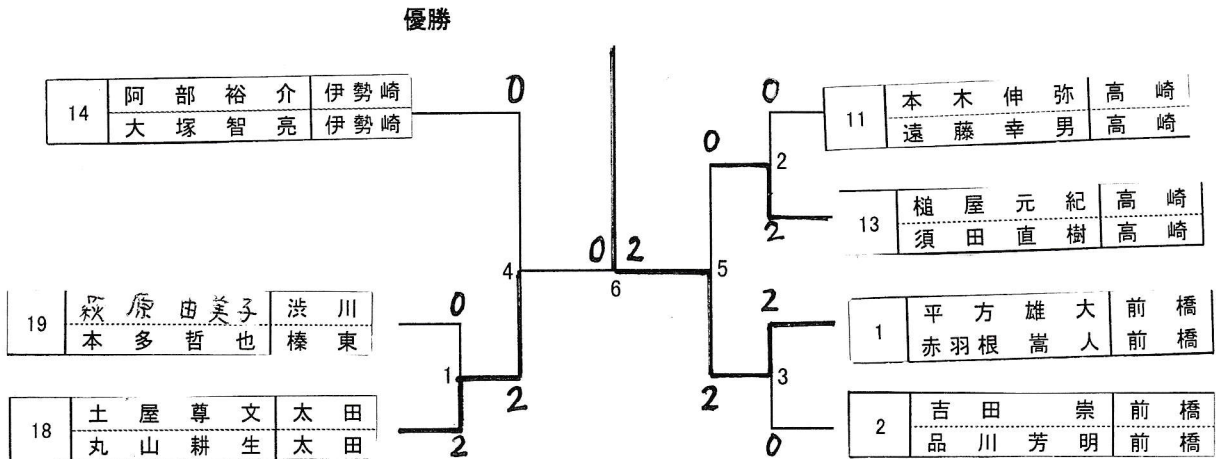 優勝
14 阿部裕介 伊勢崎
大塚智亮 伊勢崎
0
19 萩原由美子 渋川
本多哲也 榛東
0
1
18 土屋尊文 太田
丸山耕生 太田
2
2
4
0 2
6
0
11 本木伸弥 高崎
遠藤幸男 高崎
0
2
13 槌屋元紀 高崎
須田直樹 高崎
2
5
1 平方雄大 前橋
赤羽根嵩人 前橋
2
3
2
2 吉田崇 前橋
品川芳明 前橋
0